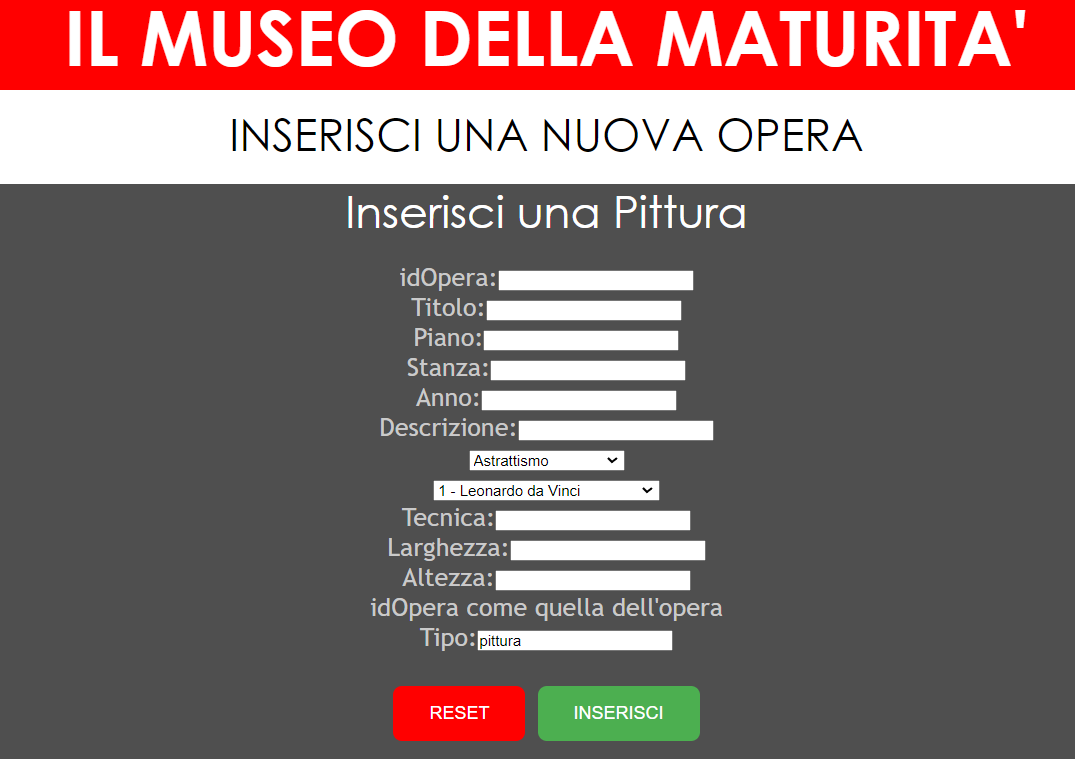 IL MUSEO DELLA MATURITA'
INSERISCI UNA NUOVA OPERA
Inserisci una Pittura
idOpera:
Titolo:
Piano:
Stanza:
Anno:
Descrizione:
Astrattismo
1 - Leonardo da Vinci
Tecnica:
Larghezza:
Altezza:
idOpera come quella dell'opera
Tipo: pittura
RESET INSERISCI